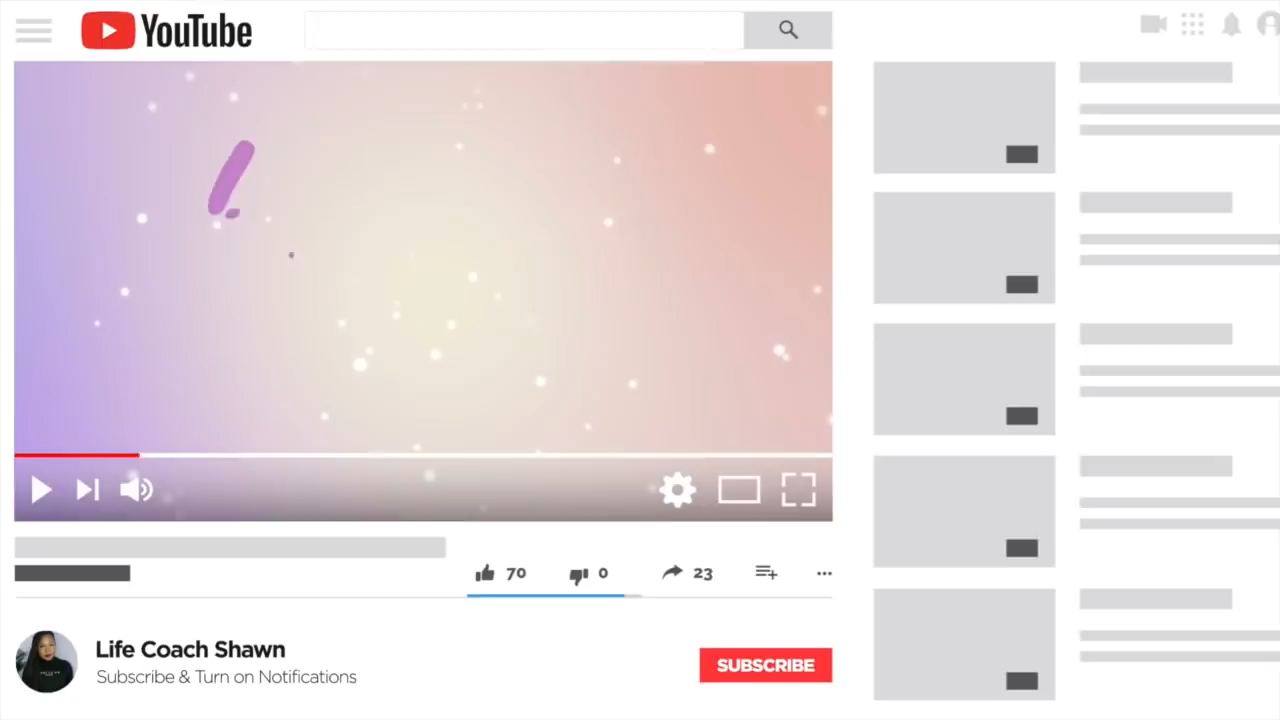 YouTube
70
0
23
Life Coach Shawn
Subscribe & Turn on Notifications
SUBSCRIBE